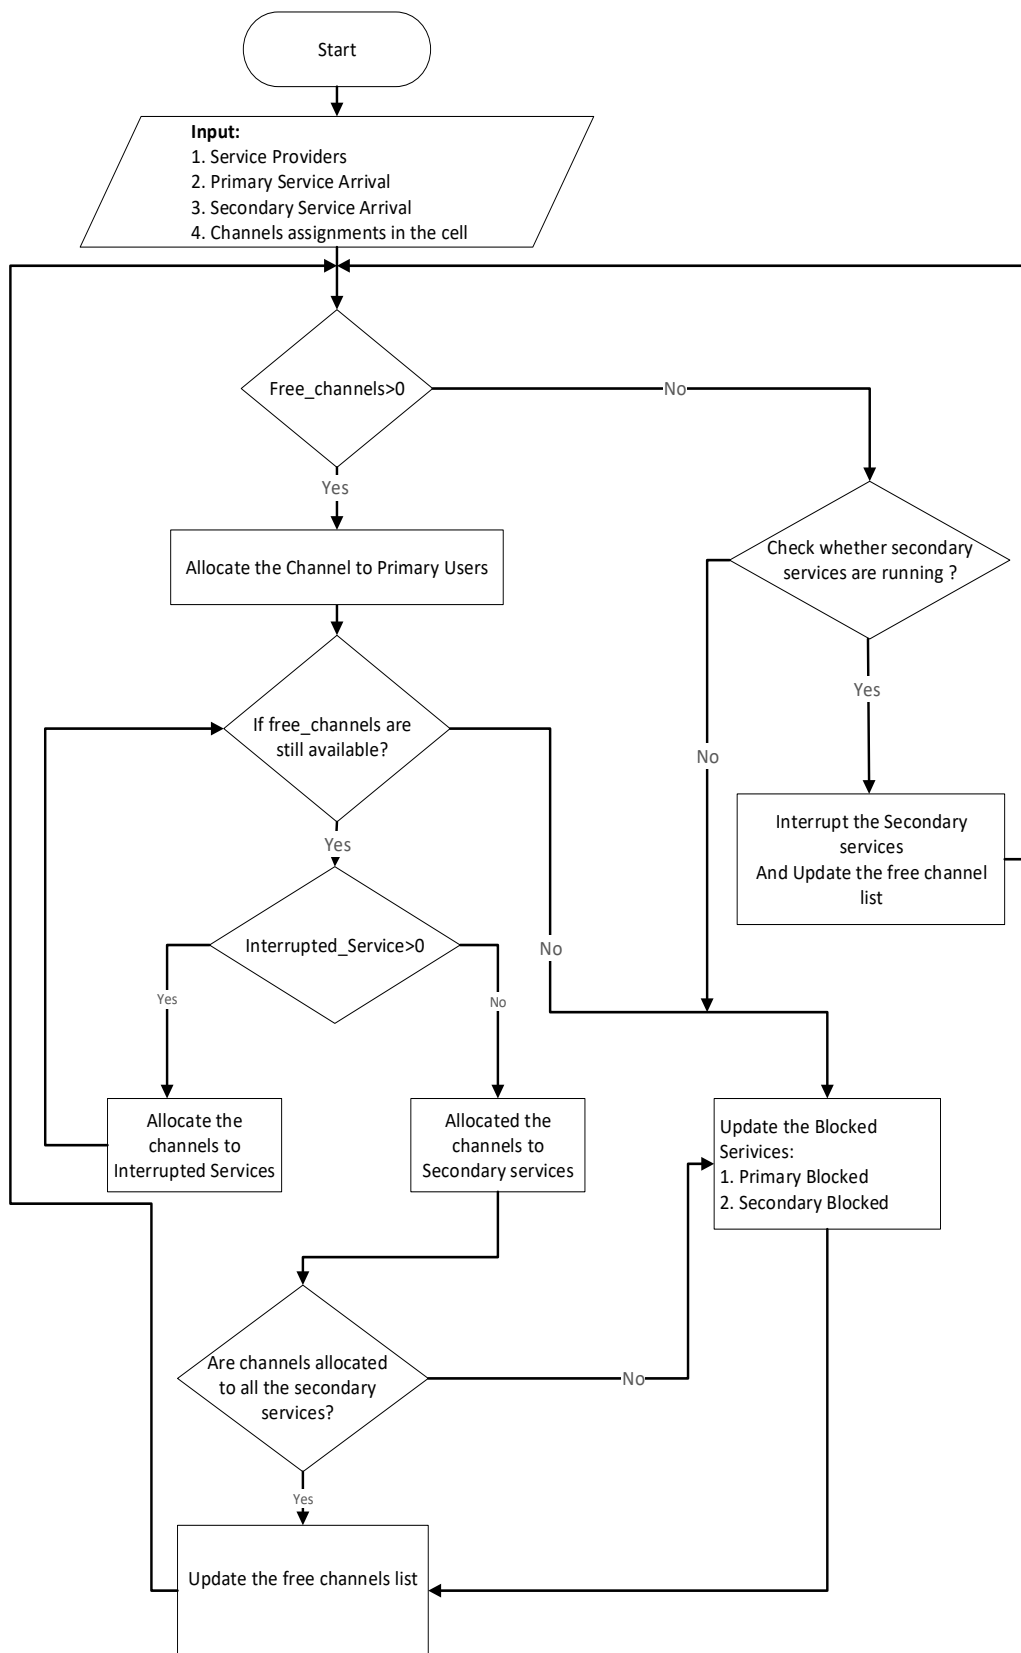 Start
Input:
1. Service Providers
2. Primary Service Arrival
3. Secondary Service Arrival
4. Channels assignments in the cell
Free_channels>0
No
Yes
Allocate the Channel to Primary Users
Check whether secondary
services are running ?
Yes
No
If free_channels are
still available?
Interrupt the Secondary
services
And Update the free channel
list
Yes
Interrupted_Service>0
No
Yes
No
Allocate the
channels to
Interrupted Services
Allocated the
channels to
Secondary services
Update the Blocked
Serivices:
1. Primary Blocked
2. Secondary Blocked
Are channels allocated
to all the secondary
services?
No
Yes
Update the free channels list